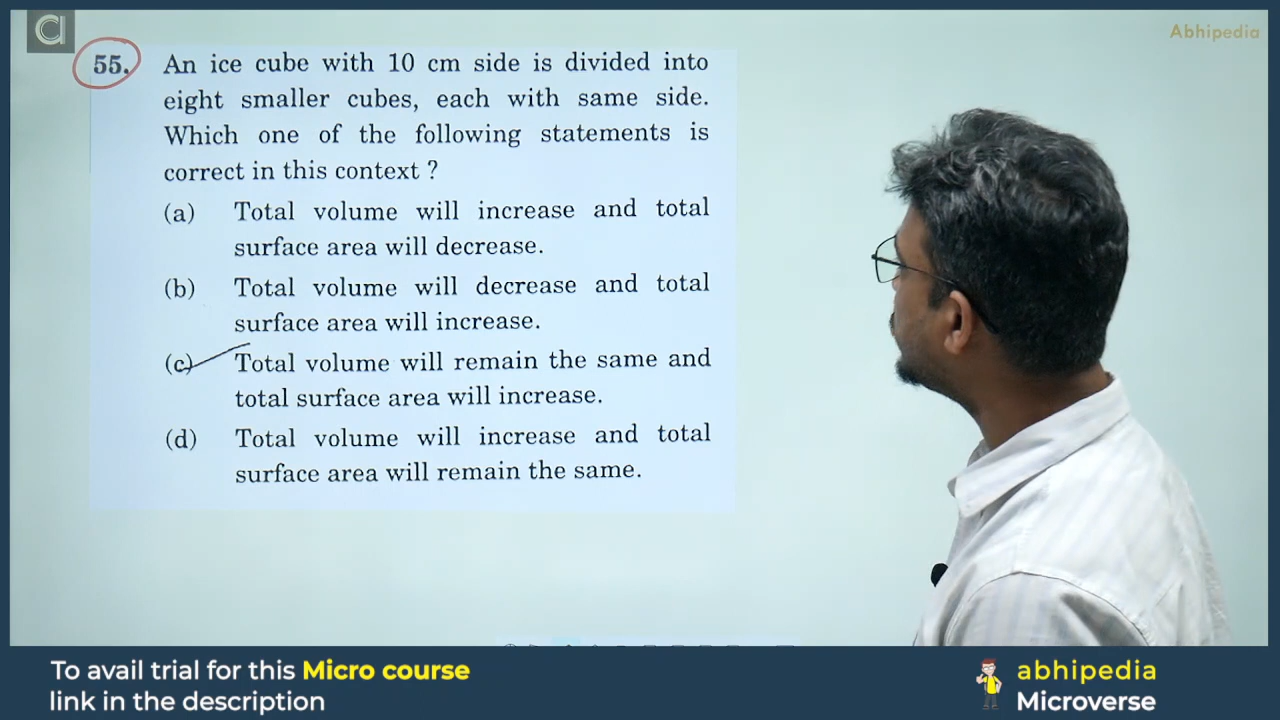 a
Abhipedia
55. An ice cube with 10 cm side is divided into
eight smaller cubes, each with same side.
Which one of the following statements is
correct in this context ?
(a) Total volume will increase and total
surface area will decrease.
(b) Total volume will decrease and total
surface area will increase.
(c) Total volume will remain the same and
total surface area will increase.
(d) Total volume will increase and total
surface area will remain the same.
To avail trial for this Micro course
link in the description
abhipedia
Microverse